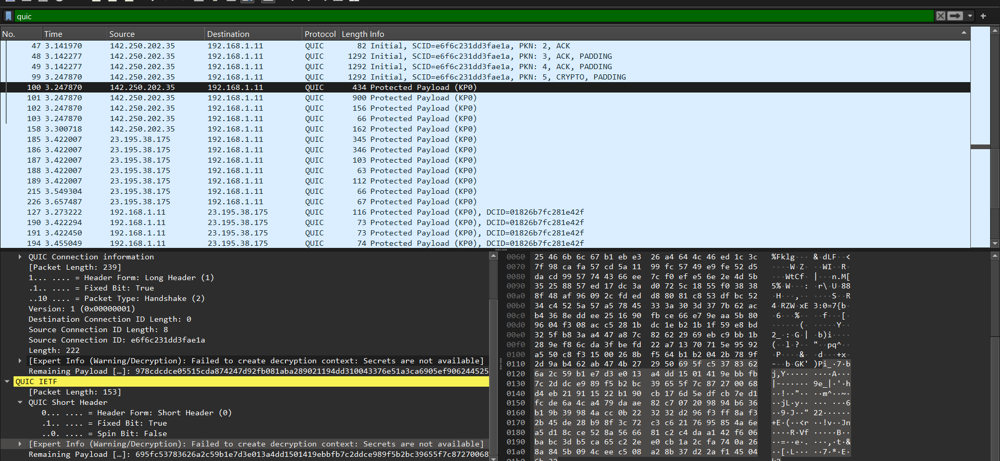 quic
No. Time Source Destination Protocol Length Info
47 3.141970 142.250.202.35 192.168.1.11 QUIC 82 Initial, SCID=e6f6c231dd3fae1a, PKN: 2, ACK
48 3.142277 142.250.202.35 192.168.1.11 QUIC 1292 Initial, SCID=e6f6c231dd3fae1a, PKN: 3, ACK, PADDING
49 3.142277 142.250.202.35 192.168.1.11 QUIC 1292 Initial, SCID=e6f6c231dd3fae1a, PKN: 4, ACK, PADDING
99 3.247870 142.250.202.35 192.168.1.11 QUIC 1292 Initial, SCID=e6f6c231dd3fae1a, PKN: 5, CRYPTO, PADDING
100 3.247870 142.250.202.35 192.168.1.11 QUIC 434 Protected Payload (KP0)
101 3.247870 142.250.202.35 192.168.1.11 QUIC 900 Protected Payload (KP0)
102 3.247870 142.250.202.35 192.168.1.11 QUIC 156 Protected Payload (KP0)
103 3.247870 142.250.202.35 192.168.1.11 QUIC 66 Protected Payload (KP0)
158 3.300718 142.250.202.35 192.168.1.11 QUIC 162 Protected Payload (KP0)
185 3.422007 23.195.38.175 192.168.1.11 QUIC 345 Protected Payload (KP0)
186 3.422007 23.195.38.175 192.168.1.11 QUIC 346 Protected Payload (KP0)
187 3.422007 23.195.38.175 192.168.1.11 QUIC 103 Protected Payload (KP0)
188 3.422007 23.195.38.175 192.168.1.11 QUIC 63 Protected Payload (KP0)
189 3.422007 23.195.38.175 192.168.1.11 QUIC 112 Protected Payload (KP0)
215 3.549304 23.195.38.175 192.168.1.11 QUIC 66 Protected Payload (KP0)
226 3.657487 23.195.38.175 192.168.1.11 QUIC 67 Protected Payload (KP0)
127 3.273222 192.168.1.11 23.195.38.175 QUIC 116 Protected Payload (KP0), DCID=01826b7fc281e42f
190 3.422294 192.168.1.11 23.195.38.175 QUIC 73 Protected Payload (KP0), DCID=01826b7fc281e42f
191 3.422450 192.168.1.11 23.195.38.175 QUIC 73 Protected Payload (KP0), DCID=01826b7fc281e42f
194 3.455049 192.168.1.11 23.195.38.175 QUIC 74 Protected Payload (KP0), DCID=01826b7fc281e42f
QUIC Connection information
[Packet Length: 239]
1... .... = Header Form: Long Header (1)
.1.. .... = Fixed Bit: True
..10 .... = Packet Type: Handshake (2)
Version: 1 (0x00000001)
Destination Connection ID Length: 0
Source Connection ID Length: 8
Source Connection ID: e6f6c231dd3fae1a
Length: 222
[Expert Info (Warning/Decryption): Failed to create decryption context: Secrets are not available]
Remaining Payload […]: 978cdcdce05515cda874247d92fb081aba289021194dd310043376e51a3ca6905ef906244525
QUIC IETF
[Packet Length: 153]
QUIC Short Header
0... .... = Header Form: Short Header (0)
.1.. .... = Fixed Bit: True
..0. .... = Spin Bit: False
[Expert Info (Warning/Decryption): Failed to create decryption context: Secrets are not available]
Remaining Payload […]: 695fc53783626a2c59b1e7d3e013a4dd1501419ebbfb7c2ddce989f5b2bc39655f7c87270068
0060 25 46 6b 6c 67 b1 eb e3 26 a4 64 4c 46 ed 1c 3c %Fklg··· &·dLF··<
0070 7f 98 ca fa 57 cd 5a 11 99 fc 57 49 e9 fe 52 d5 ····W·Z· ··WI··R·
0080 da cd 99 57 74 43 66 ee 7c f0 ef e5 6e 2e 4d 5b ···WtCf· |···n.M[
0090 35 25 88 57 ed 17 dc 3a d0 72 5c 18 55 f0 38 38 5%·W···: ·r\·U·88
00a0 8f 48 af 96 09 2c fd ed d8 80 81 c8 53 df bc 52 ·H···,·· ····S··R
00b0 34 c4 52 5a 57 a5 78 45 33 3a 30 3d 37 7b 62 ac 4·RZW·xE 3:0=7{b·
00c0 b4 36 8e dd ee 25 16 90 fb ce 66 e7 9e aa 5b 80 ·6···%·· ··f···[·
00d0 96 04 f3 08 ac c5 28 1b dc 1e b2 1b 1f 59 e8 bd ······(· ·····Y··
00e0 32 5f b8 3a a4 47 a8 7c 82 62 29 69 eb c9 bb 1b 2_·:·G·| ·b)i····
00f0 28 9e f8 6c da 3f be fd 22 a7 13 70 71 5e 95 92 (··l·?·· "··pq^··
0100 a5 50 c8 f3 15 00 26 8b f5 64 b1 b2 04 2b 78 9f ·P····&· ·d···+x·
0110 2d 9a b4 62 ab 47 4b 27 29 50 69 5f c5 37 83 62 -··b·GK' )Pi_·7·b
0120 6a 2c 59 b1 e7 d3 e0 13 a4 dd 15 01 41 9e bb fb j,Y····· ····A···
0130 7c 2d dc e9 89 f5 b2 bc 39 65 5f 7c 87 27 00 68 |-······ 9e_|·'·h
0140 d4 eb 21 91 15 22 b1 90 cb 17 6d 5e df cb 7e d1 ··!··"·· ··m^··~·
0150 fc de 6a 4c a4 79 da ae 82 c7 07 20 98 94 b6 36 ··jL·y·· ··· ···6
0160 b1 9b 39 98 4a cc 0b 22 32 32 d2 96 f3 ff 8a f3 ··9·J··" 22······
0170 2b 45 de 28 b9 8f 3c 72 c3 c6 21 76 95 85 4a 6e +E·(··<r ··!v··Jn
0180 a5 d1 8c ce 52 8a 56 66 81 c2 c4 da a1 42 f6 06 ····R·Vf ·····B··
0190 ba bc 3d b5 ca 65 c2 2e e0 cb 1a 2c fa 74 0a 26 ··=··e·. ···,·t·&
01a0 8a 84 5b 09 4c ee c5 08 a2 8b 37 d2 2a f1 45 04 ··[·L··· ··7·*·E·